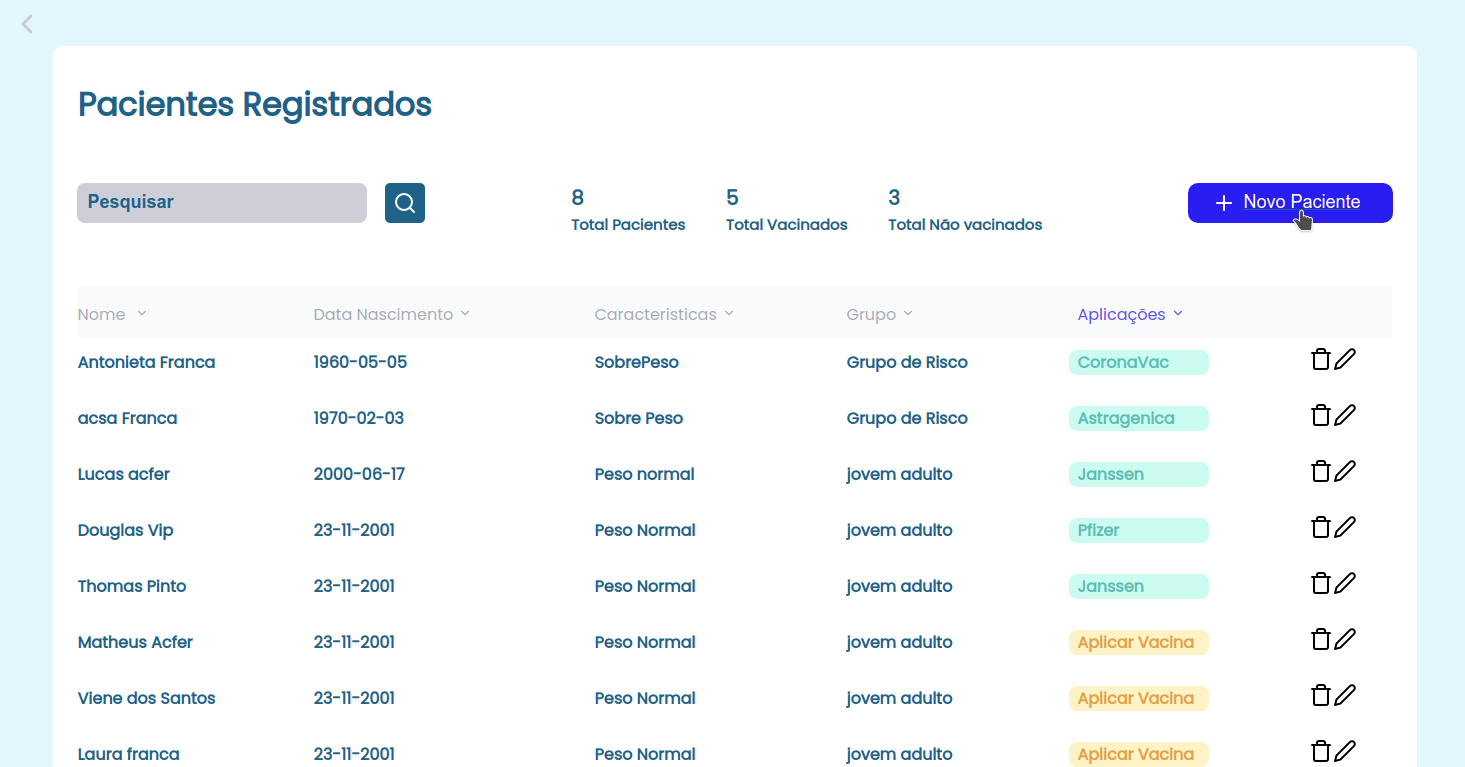 Pacientes Registrados
Pesquisar
8 5 3
Total Pacientes Total Vacinados Total Não vacinados
+ Novo Paciente
Nome Data Nascimento Caracteristicas Grupo Aplicações
Antonieta Franca 1960-05-05 SobrePeso Grupo de Risco CoronaVac
acsa Franca 1970-02-03 Sobre Peso Grupo de Risco Astragenica
Lucas acfer 2000-06-17 Peso normal jovem adulto Janssen
Douglas Vip 23-11-2001 Peso Normal jovem adulto Pfizer
Thomas Pinto 23-11-2001 Peso Normal jovem adulto Janssen
Matheus Acfer 23-11-2001 Peso Normal jovem adulto Aplicar Vacina
Viene dos Santos 23-11-2001 Peso Normal jovem adulto Aplicar Vacina
Laura franca 23-11-2001 Peso Normal jovem adulto Aplicar Vacina